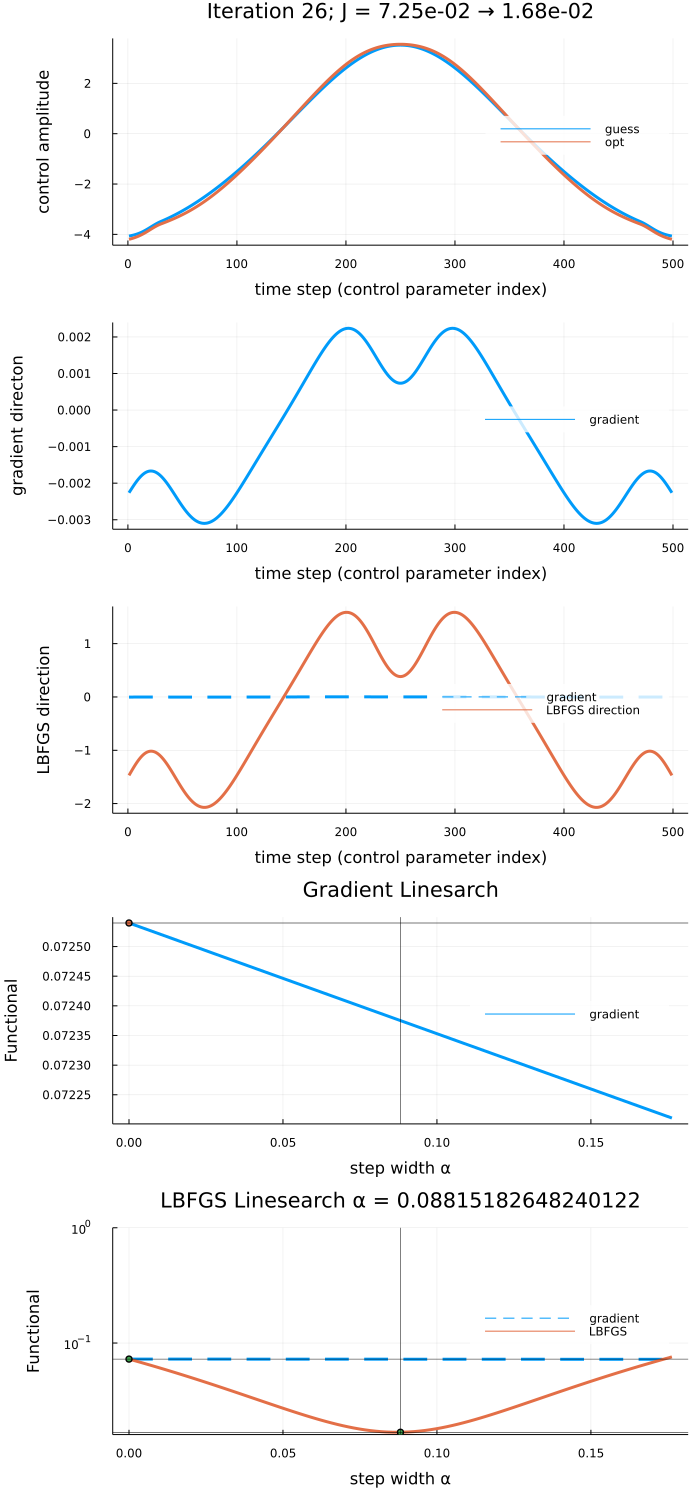 Iteration 26; J = 7.25e-02 → 1.68e-02
control amplitude
2
0
−2
−4
guess
opt
0 100 200 300 400 500
time step (control parameter index)
gradient directon
0.002
0.001
0.000
−0.001
−0.002
−0.003
gradient
0 100 200 300 400 500
time step (control parameter index)
LBFGS direction
1
0
−1
−2
gradient
LBFGS direction
0 100 200 300 400 500
time step (control parameter index)
Gradient Linesarch
Functional
0.07250
0.07245
0.07240
0.07235
0.07230
0.07225
gradient
0.00 0.05 0.10 0.15
step width α
LBFGS Linesearch α = 0.08815182648240122
Functional
10⁰
10⁻¹
gradient
LBFGS
0.00 0.05 0.10 0.15
step width α